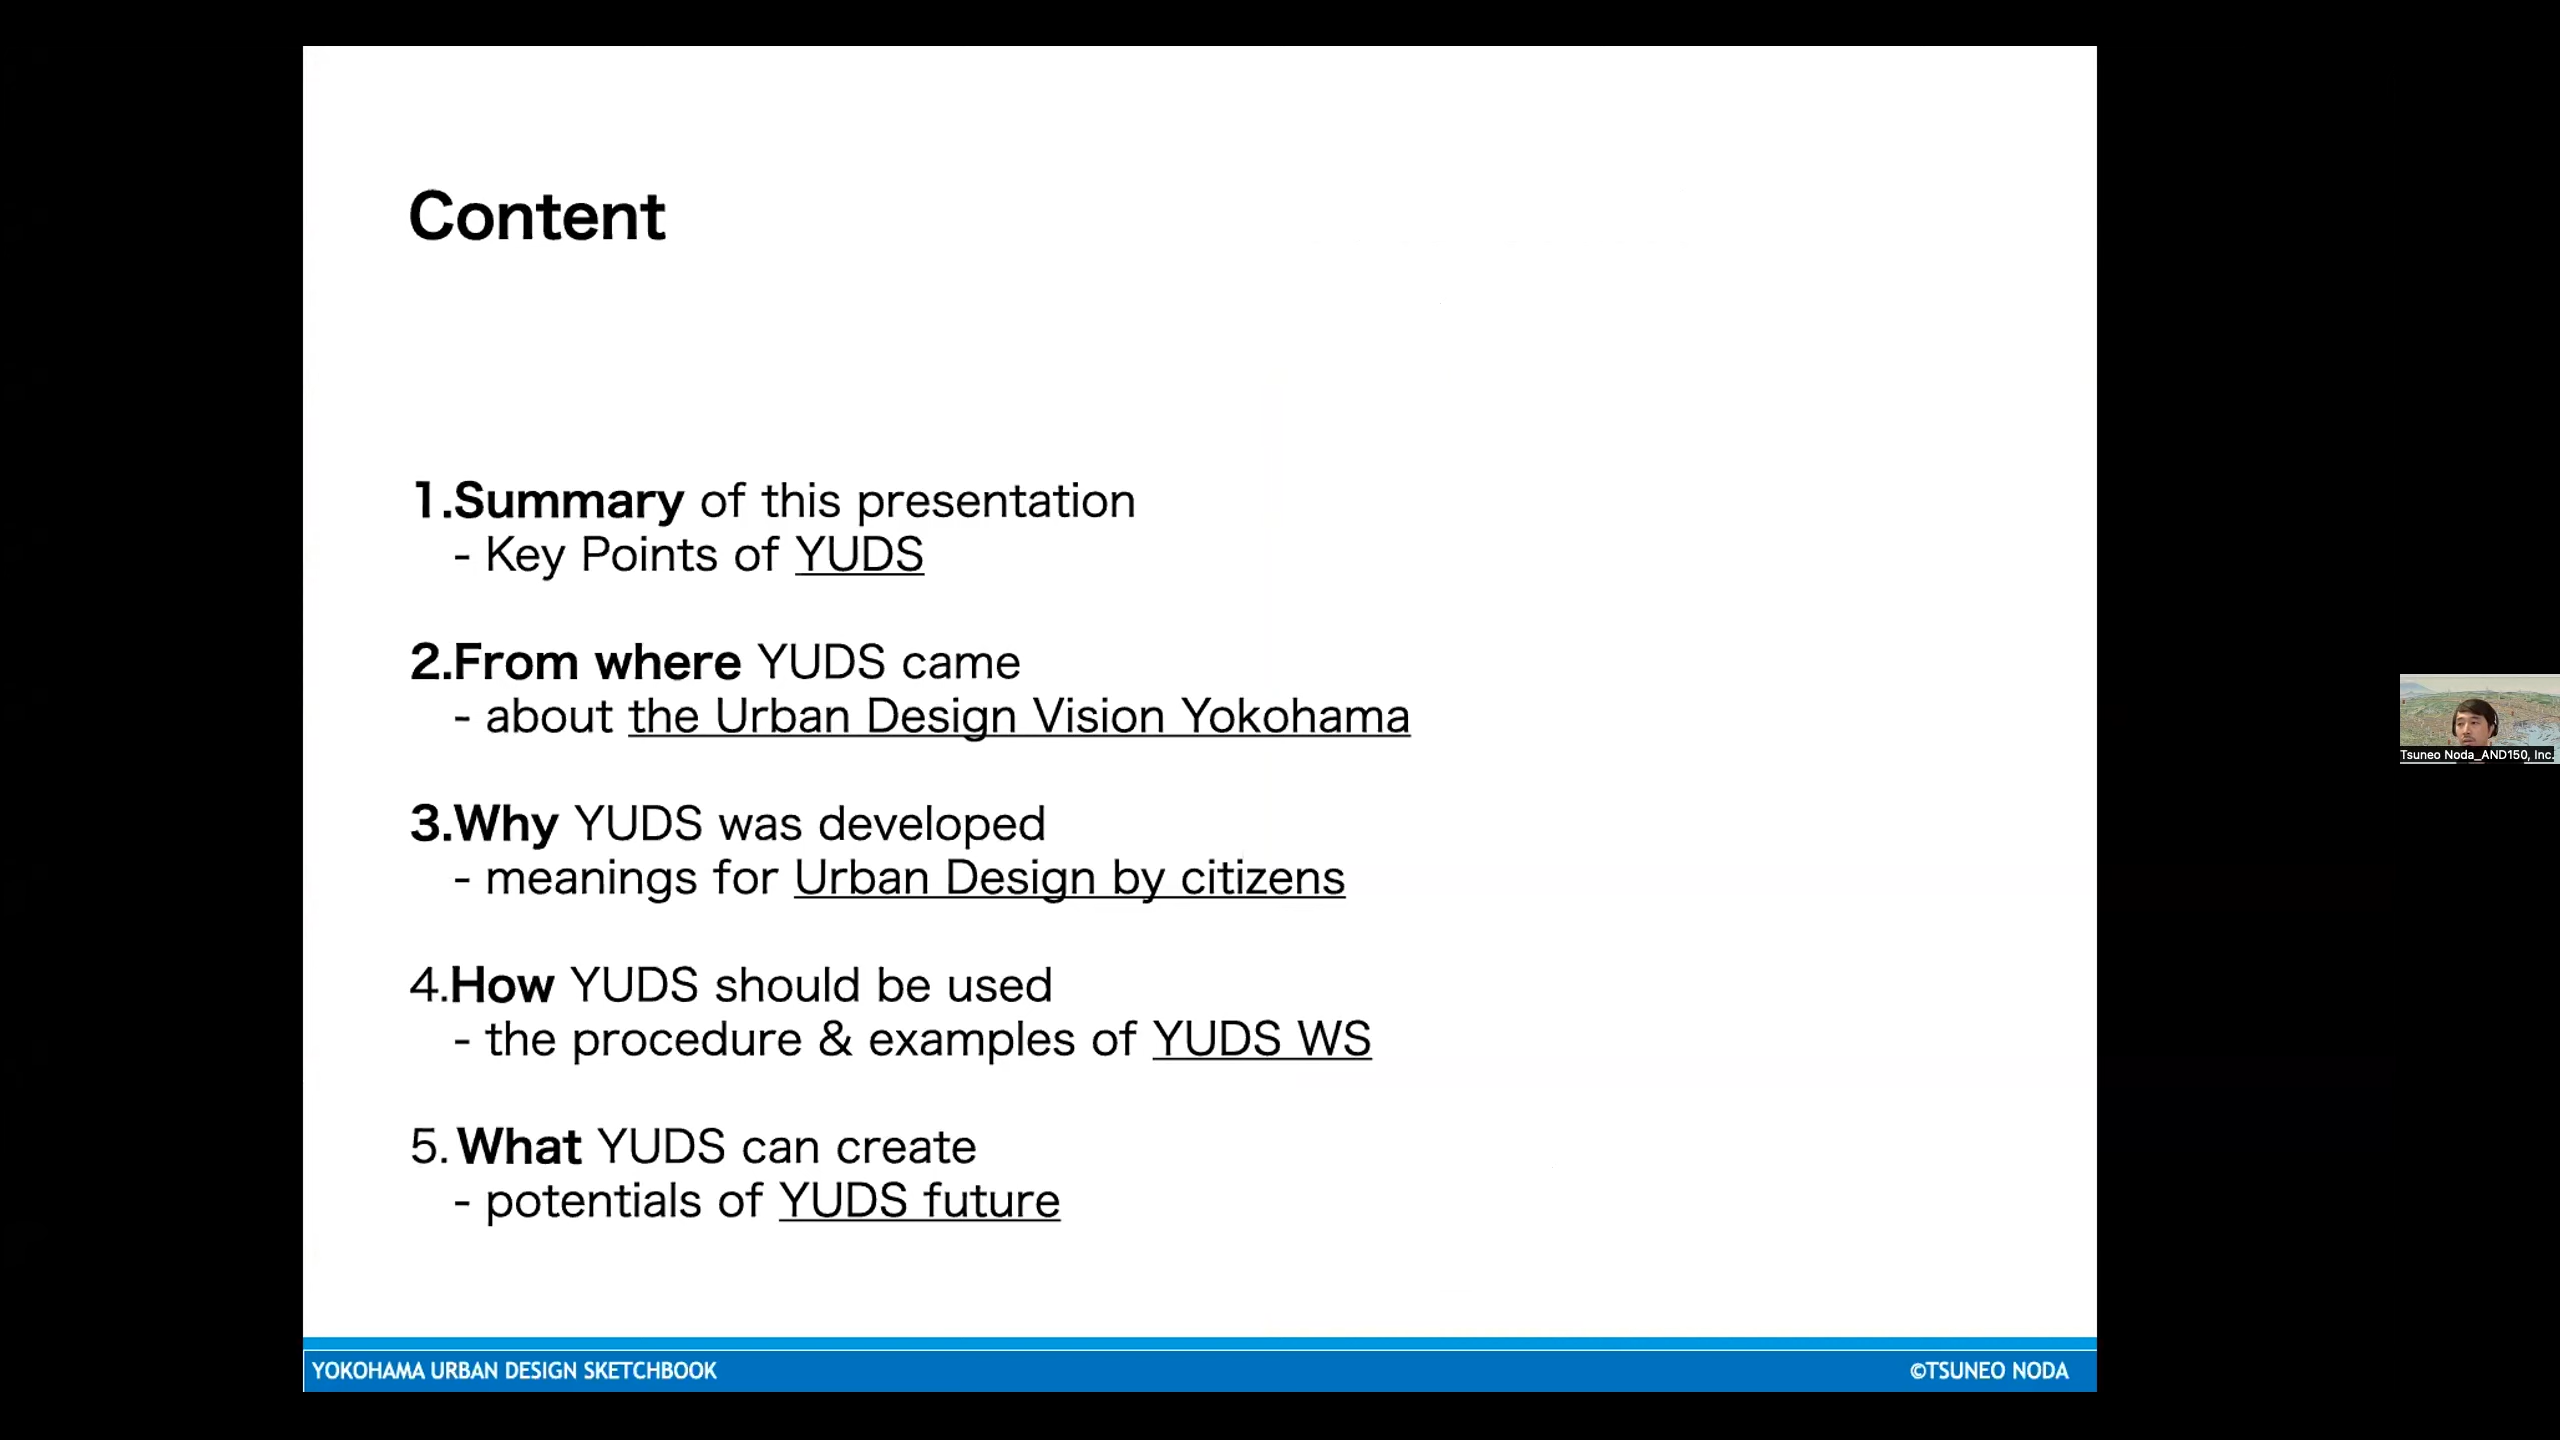 Content
1.Summary of this presentation
- Key Points of YUDS
2.From where YUDS came
- about the Urban Design Vision Yokohama
3.Why YUDS was developed
- meanings for Urban Design by citizens
4.How YUDS should be used
- the procedure & examples of YUDS WS
5. What YUDS can create
- potentials of YUDS future
Tsuneo Noda_AND150, Inc.
YOKOHAMA URBAN DESIGN SKETCHBOOK
©TSUNEO NODA